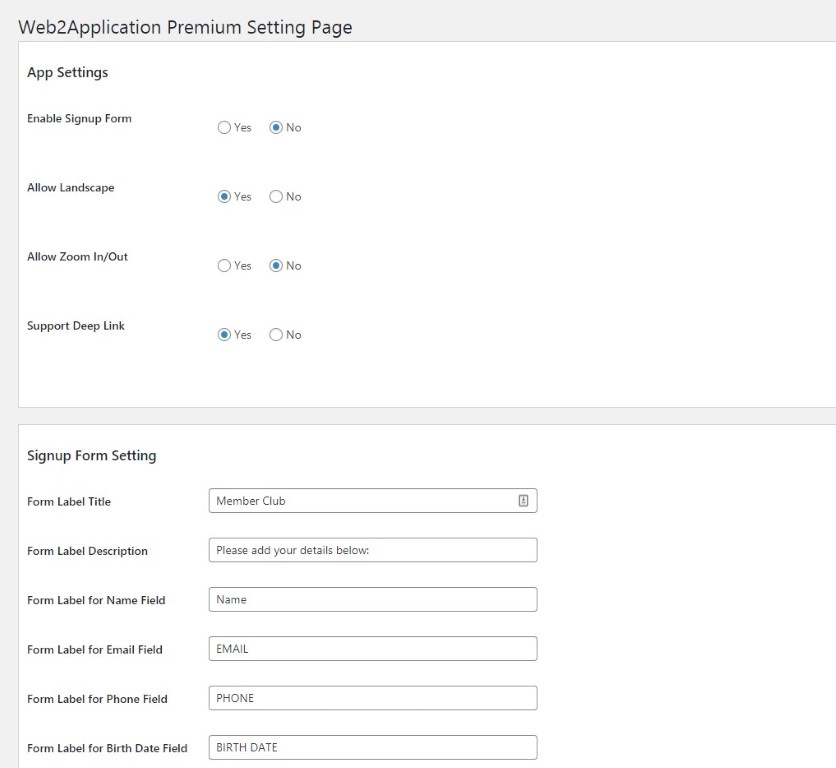 Web2Application Premium Setting Page
App Settings
Enable Signup Form
Yes No
Allow Landscape
Yes No
Allow Zoom In/Out
Yes No
Support Deep Link
Yes No
Signup Form Setting
Form Label Title Member Club
Form Label Description Please add your details below:
Form Label for Name Field Name
Form Label for Email Field EMAIL
Form Label for Phone Field PHONE
Form Label for Birth Date Field BIRTH DATE